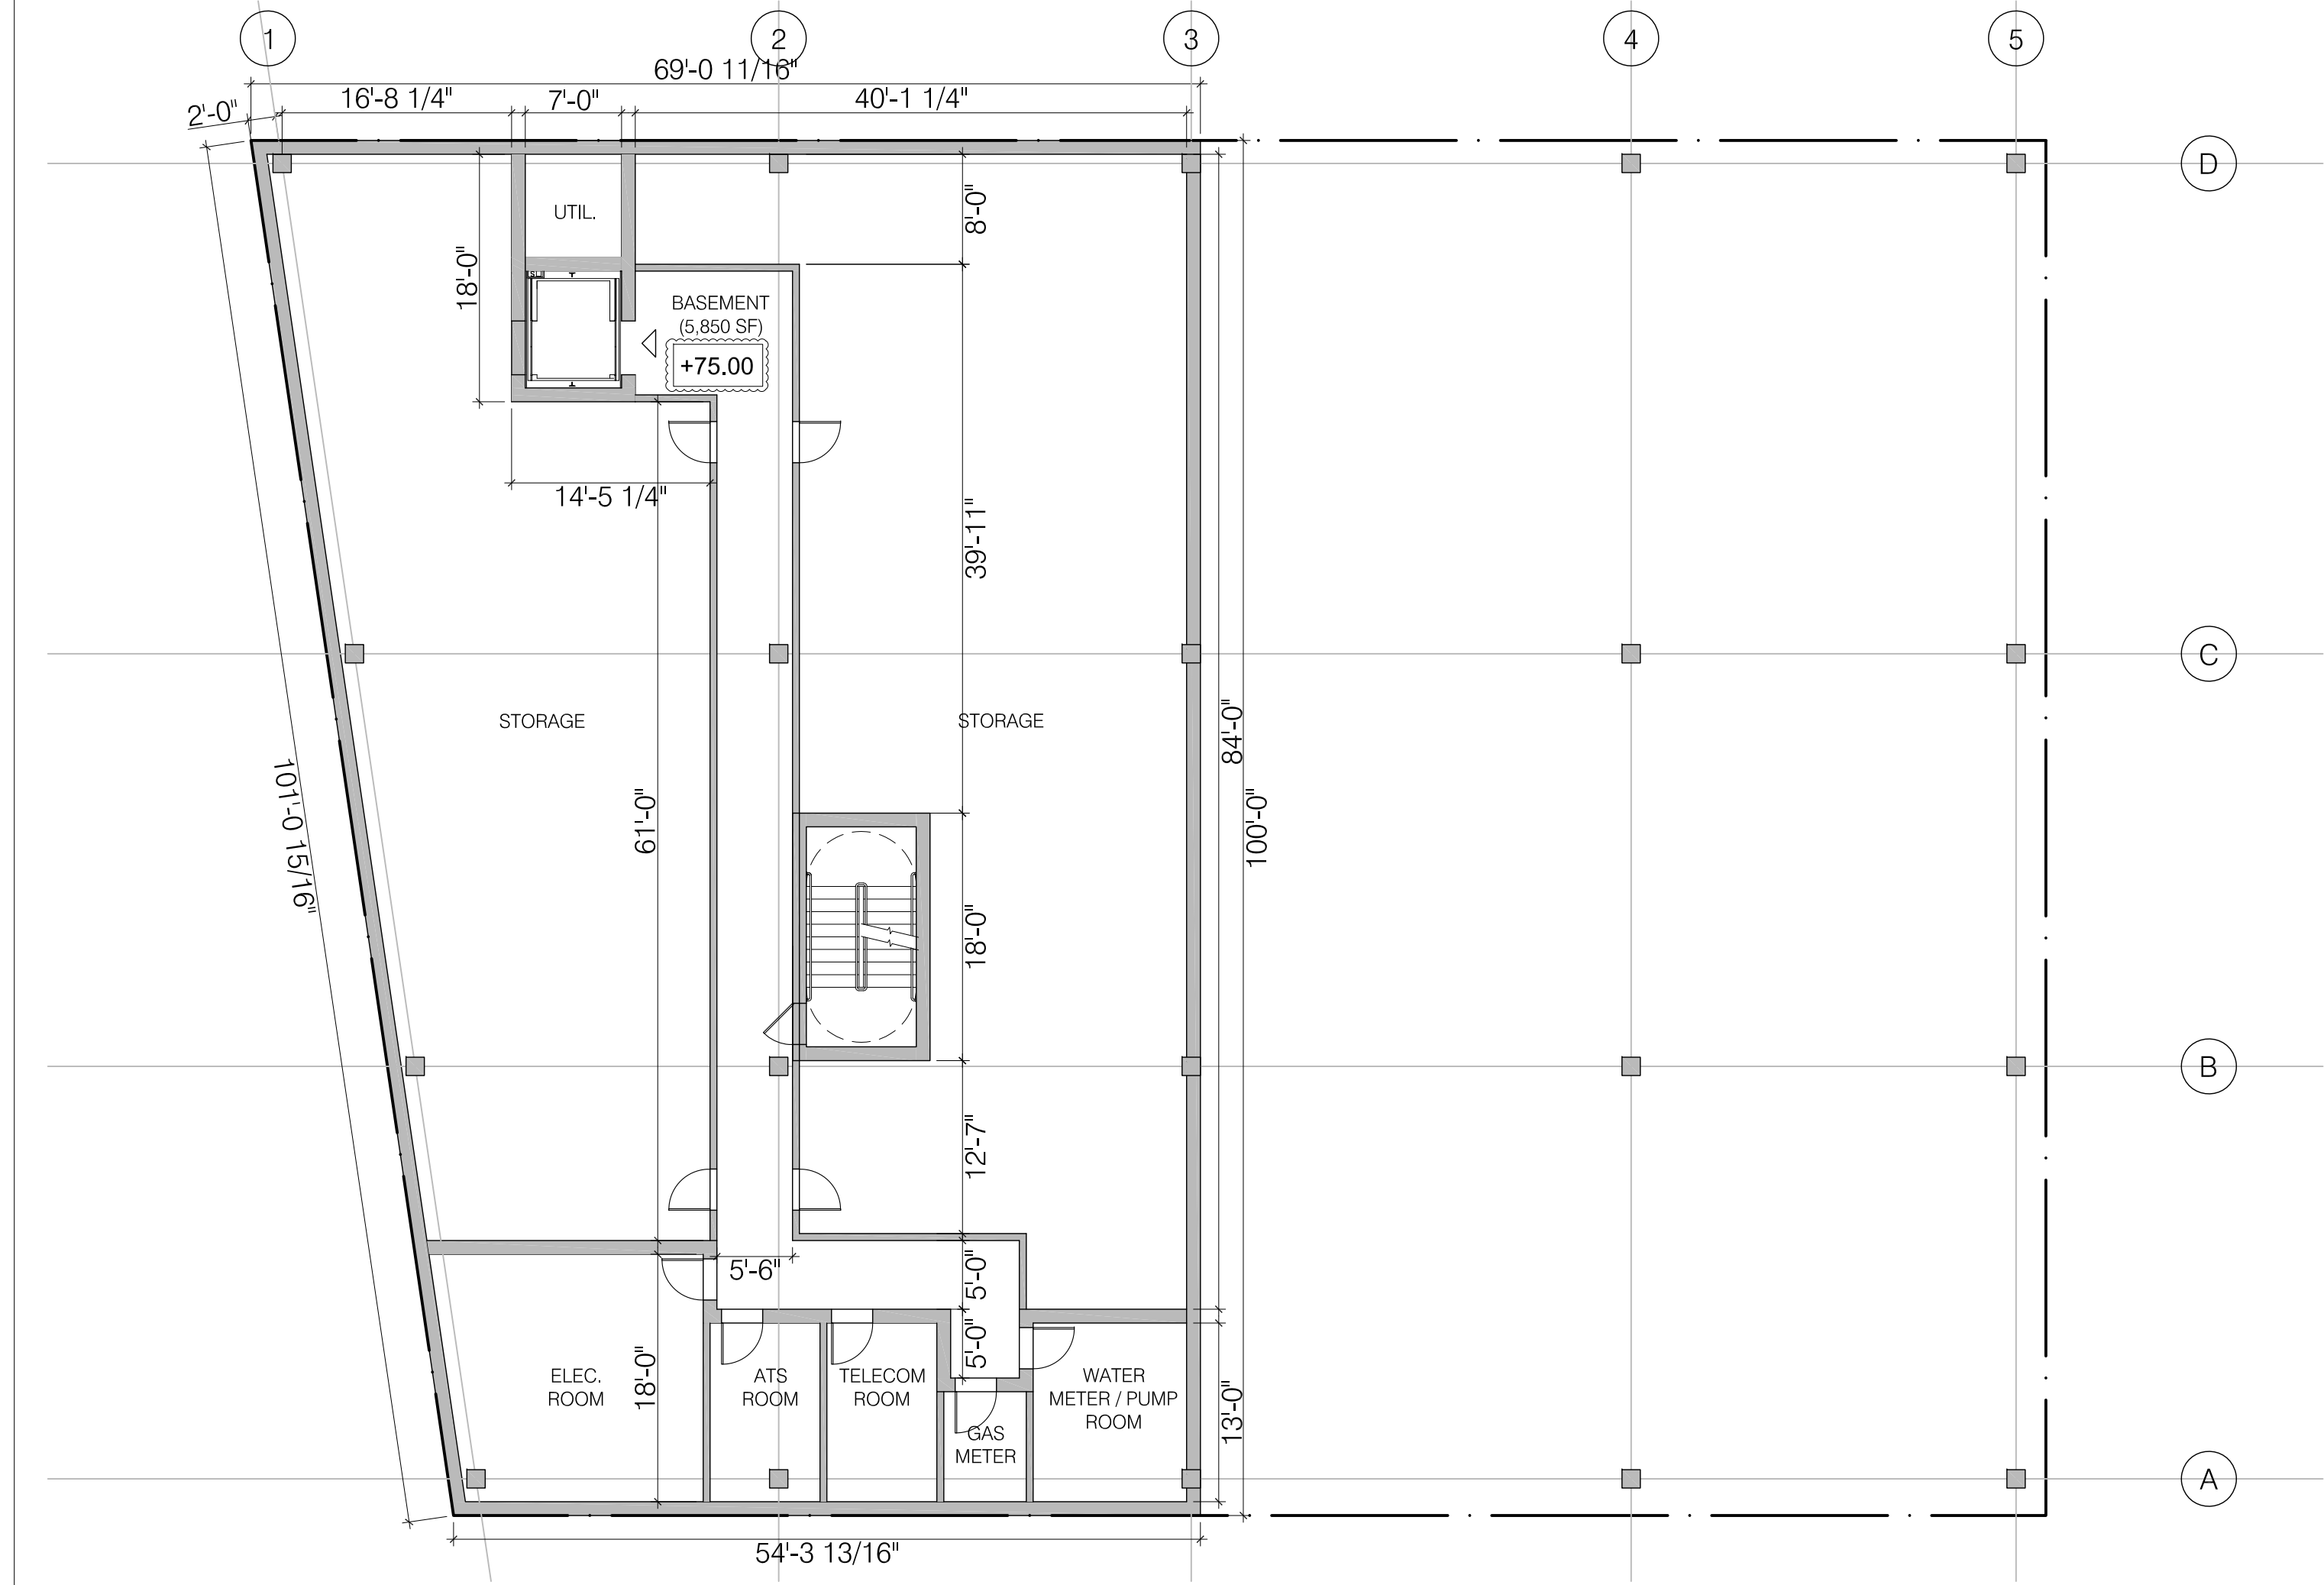 1
2
3
4
5
69'-0 11/16"
16'-8 1/4"
7'-0"
40'-1 1/4"
2'-0"
D
UTIL.
8'-0"
18'-0"
BASEMENT
(5,850 SF)
+75.00
14'-5 1/4"
39'-11"
C
STORAGE
STORAGE
84'-0"
61'-0"
100'-0"
101'-0 15/16"
18'-0"
B
12'-7"
5'-6"
5'-0"
5'-0"
18'-0"
ELEC.
ROOM
ATS
ROOM
TELECOM
ROOM
WATER
METER / PUMP
ROOM
13'-0"
GAS
METER
A
54'-3 13/16"